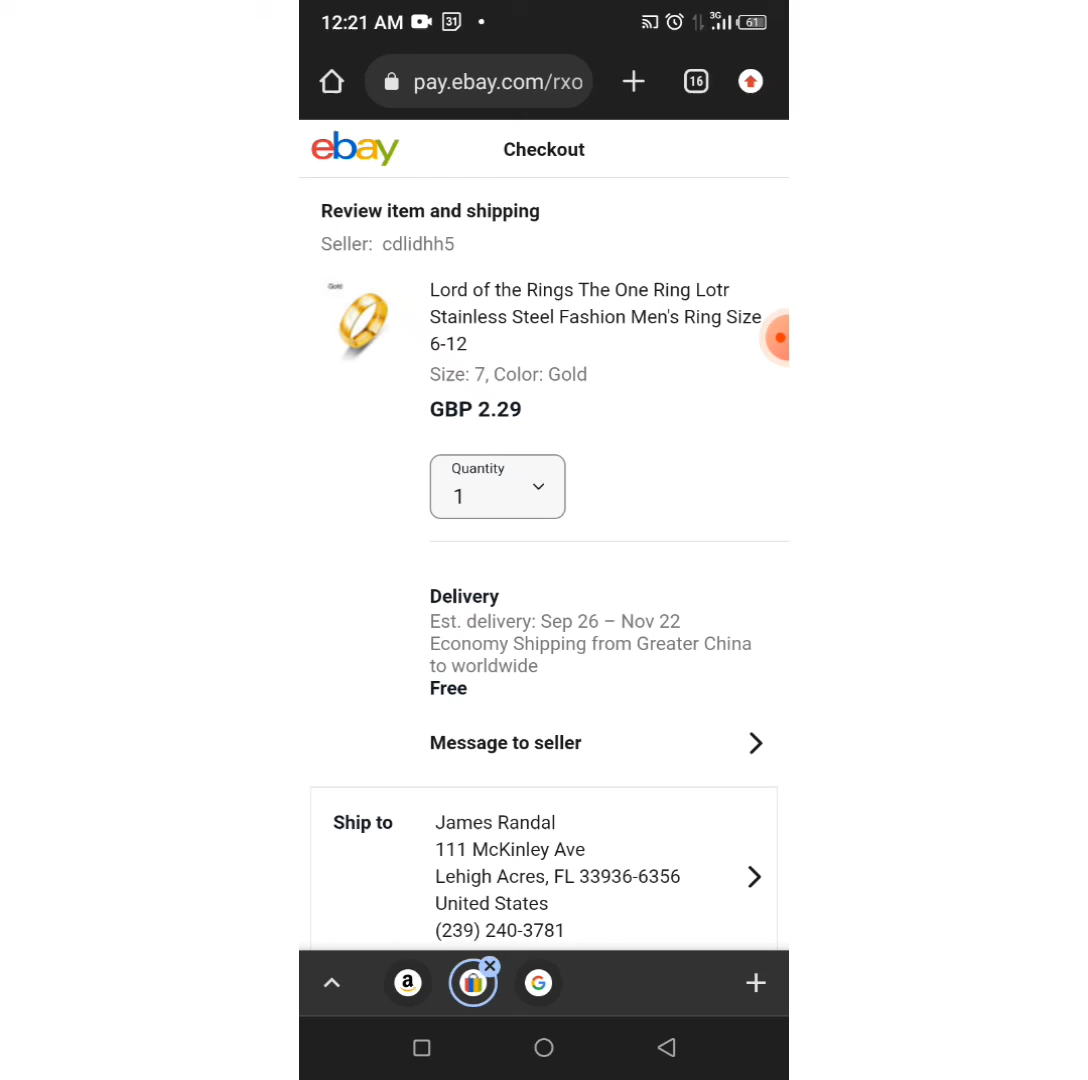 12:21 AM 31 3G 61
pay.ebay.com/rxo 16
ebay Checkout
Review item and shipping
Seller: cdlidhh5
Gold
Lord of the Rings The One Ring Lotr
Stainless Steel Fashion Men's Ring Size
6-12
Size: 7, Color: Gold
GBP 2.29
Quantity
1
Delivery
Est. delivery: Sep 26 – Nov 22
Economy Shipping from Greater China
to worldwide
Free
Message to seller
Ship to James Randal
111 McKinley Ave
Lehigh Acres, FL 33936-6356
United States
(239) 240-3781
a G